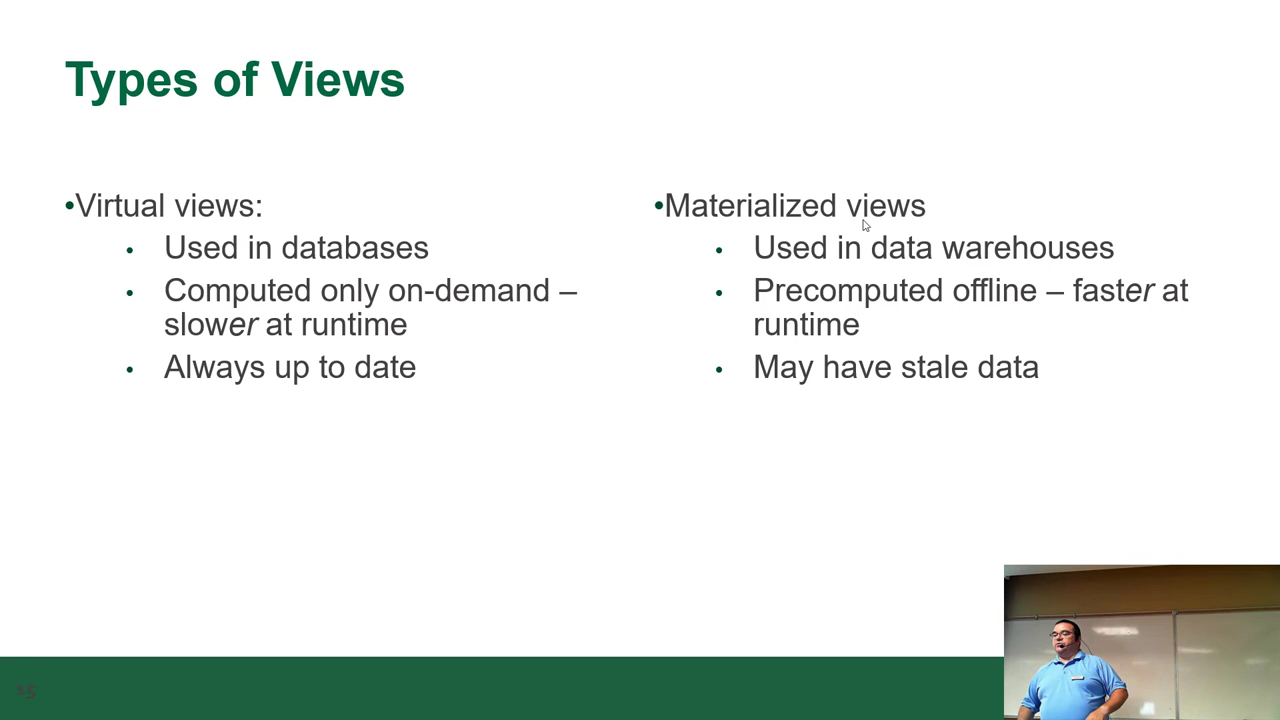 Types of Views
•Virtual views:
• Used in databases
• Computed only on-demand –
slower at runtime
• Always up to date
•Materialized views
• Used in data warehouses
• Precomputed offline – faster at
runtime
• May have stale data
15